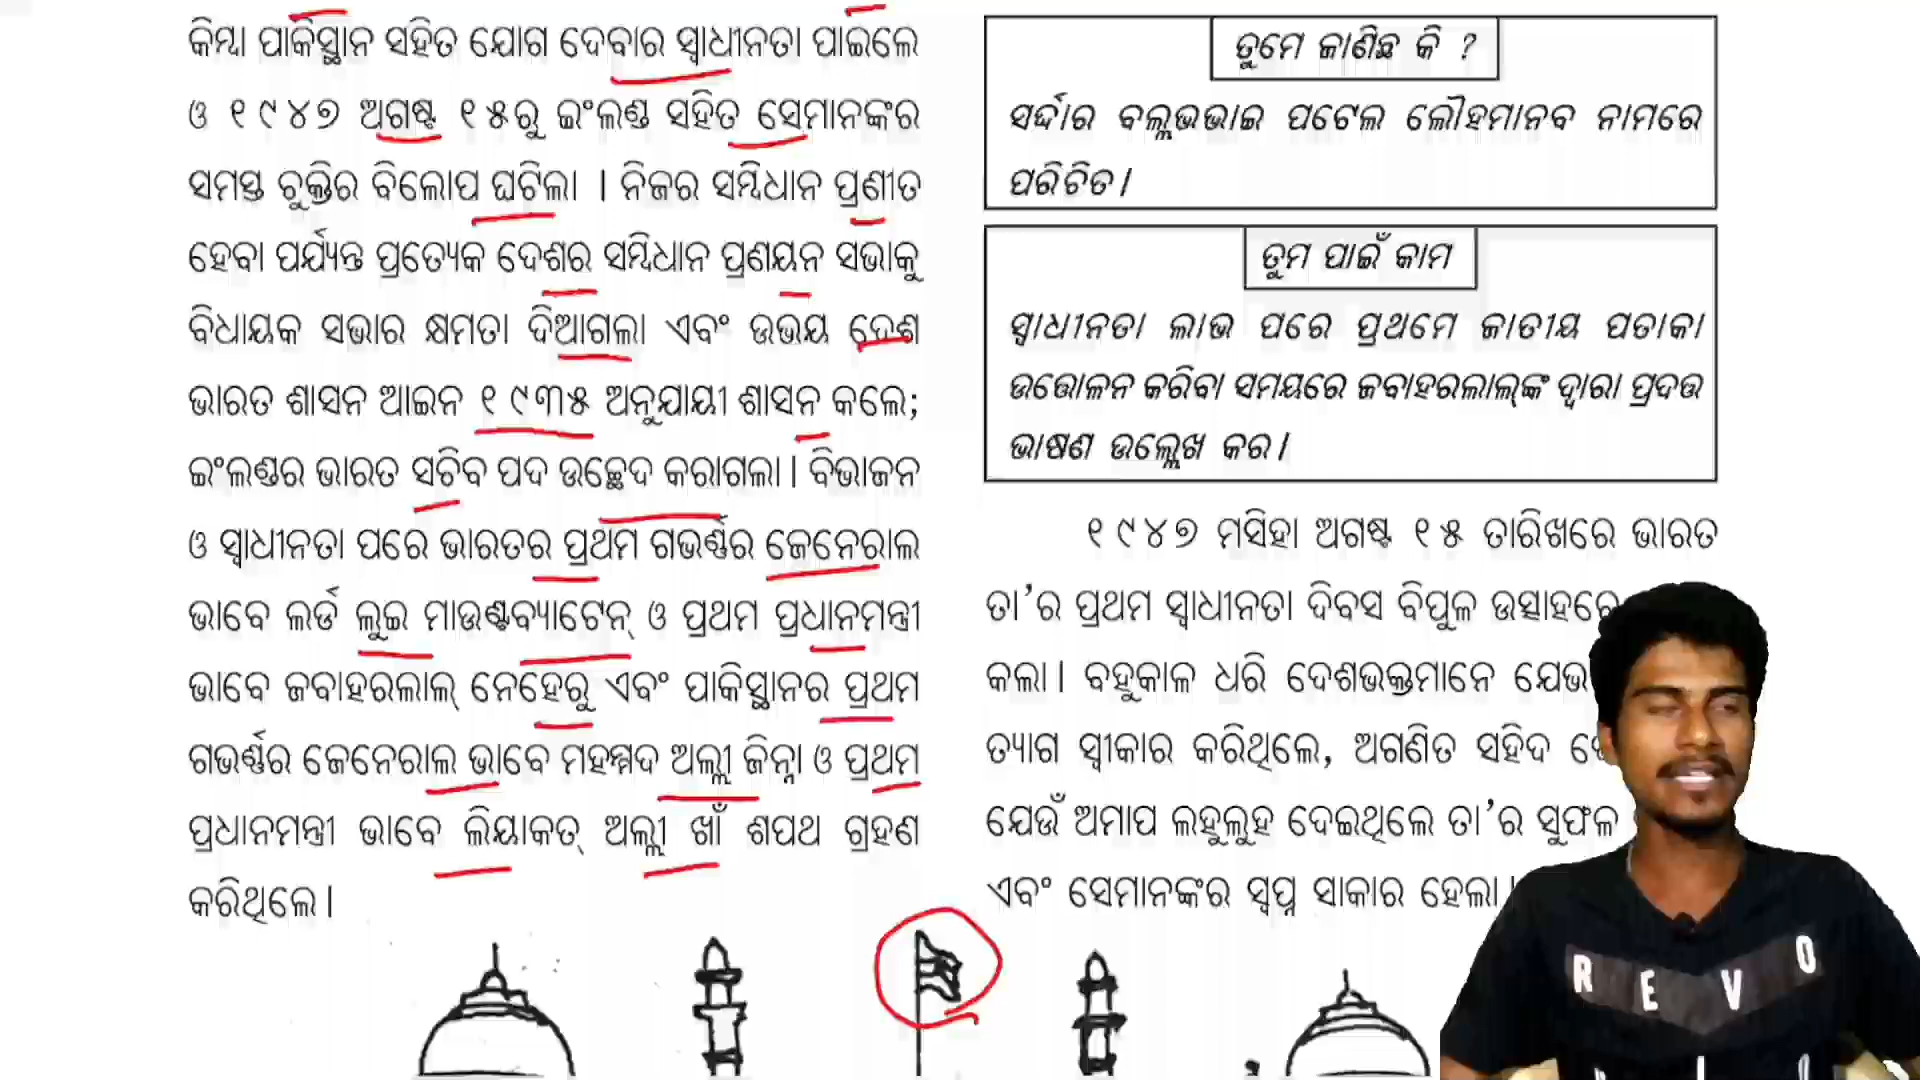 କିମ୍ବା ପାକିସ୍ଥାନ ସହିତ ଯୋଗ ଦେବାର ସ୍ୱାଧୀନତା ପାଇଲେ
ଓ ୧୯୪୭ ଅଗଷ୍ଟ ୧୫ରୁ ଇଂଲଣ୍ଡ ସହିତ ସେମାନଙ୍କର
ସମସ୍ତ ଚୁକ୍ତିର ବିଲୋପ ଘଟିଲା । ନିଜର ସମ୍ବିଧାନ ପ୍ରଣୀତ
ହେବା ପର୍ଯ୍ୟନ୍ତ ପ୍ରତ୍ୟେକ ଦେଶର ସମ୍ବିଧାନ ପ୍ରଣୟନ ସଭାକୁ
ବିଧାୟକ ସଭାର କ୍ଷମତା ଦିଆଗଲା ଏବଂ ଉଭୟ ଦେଶ
ଭାରତ ଶାସନ ଆଇନ ୧୯୩୫ ଅନୁଯାୟୀ ଶାସନ କଲେ;
ଇଂଲଣ୍ଡର ଭାରତ ସଚିବ ପଦ ଉଚ୍ଛେଦ କରାଗଲା। ବିଭାଜନ
ଓ ସ୍ୱାଧୀନତା ପରେ ଭାରତର ପ୍ରଥମ ଗଭର୍ଣ୍ଣର ଜେନେରାଲ
ଭାବେ ଲର୍ଡ ଲୁଇ ମାଉଣ୍ଟବ୍ୟାଟେନ୍ ଓ ପ୍ରଥମ ପ୍ରଧାନମନ୍ତ୍ରୀ
ଭାବେ ଜବାହରଲାଲ୍ ନେହେରୁ ଏବଂ ପାକିସ୍ଥାନର ପ୍ରଥମ
ଗଭର୍ଣ୍ଣର ଜେନେରାଲ ଭାବେ ମହମ୍ମଦ ଅଲ୍ଲୀ ଜିନ୍ନା ଓ ପ୍ରଥମ
ପ୍ରଧାନମନ୍ତ୍ରୀ ଭାବେ ଲିୟାକତ୍ ଅଲ୍ଲୀ ଖାଁ ଶପଥ ଗ୍ରହଣ
କରିଥିଲେ।
ତୁମେ ଜାଣିଛ କି ?
ସର୍ଦ୍ଦାର ବଲ୍ଲଭଭାଇ ପଟେଲ ଲୌହମାନବ ନାମରେ
ପରିଚିତ।
ତୁମ ପାଇଁ କାମ
ସ୍ୱାଧୀନତା ଲାଭ ପରେ ପ୍ରଥମେ ଜାତୀୟ ପତାକା
ଉତ୍ତୋଳନ କରିବା ସମୟରେ ଜବାହରଲାଲ୍‌ଙ୍କ ଦ୍ୱାରା ପ୍ରଦତ୍ତ
ଭାଷଣ ଉଲ୍ଲେଖ କର।
୧୯୪୭ ମସିହା ଅଗଷ୍ଟ ୧୫ ତାରିଖରେ ଭାରତ
ତା’ର ପ୍ରଥମ ସ୍ୱାଧୀନତା ଦିବସ ବିପୁଳ ଉତ୍ସାହରେ
କଲା। ବହୁକାଳ ଧରି ଦେଶଭକ୍ତମାନେ
ତ୍ୟାଗ ସ୍ୱୀକାର କରିଥିଲେ, ଅଗଣିତ ସହିଦ
ଯେଉଁ ଅମାପ ଲହୁଲୁହ ଦେଇଥିଲେ ତା’ର ସୁଫଳ
ଏବଂ ସେମାନଙ୍କର ସ୍ୱପ୍ନ ସାକାର ହେଲା।
REVO